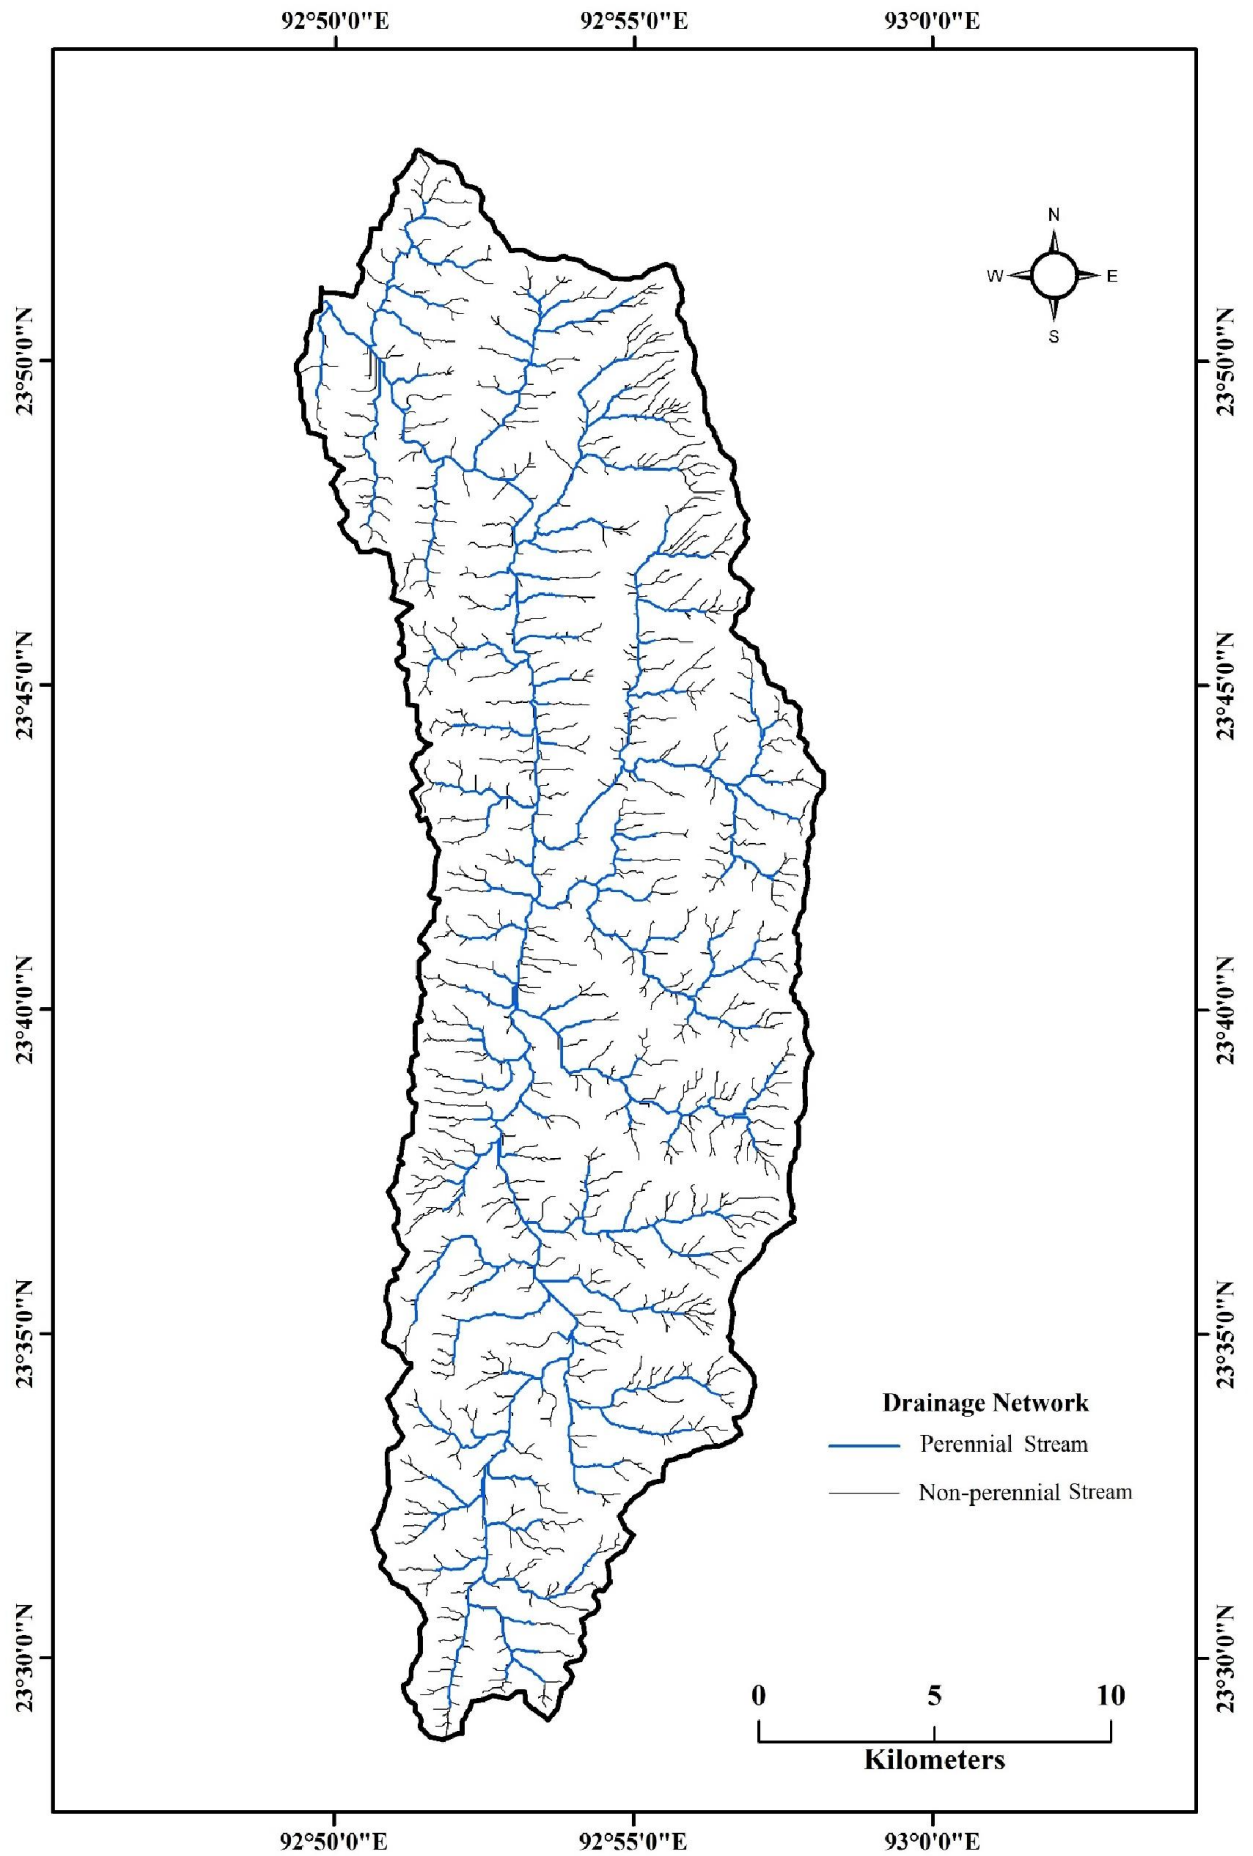 92°50'0"E 92°55'0"E 93°0'0"E
N
W E
S
23°50'0"N 23°50'0"N
23°45'0"N 23°45'0"N
23°40'0"N 23°40'0"N
23°35'0"N 23°35'0"N
Drainage Network
Perennial Stream
Non-perennial Stream
23°30'0"N 23°30'0"N
0 5 10
Kilometers
92°50'0"E 92°55'0"E 93°0'0"E